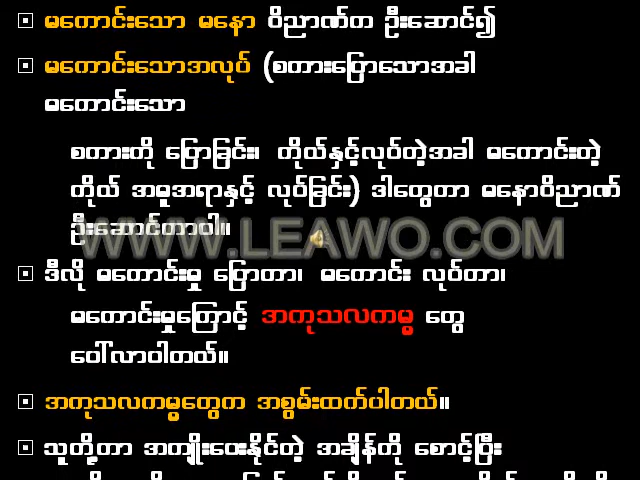 မကောင်းသော မနော ဝိညာဏ်က ဦးဆောင်၍
မကောင်းသောအလုပ် (စကားပြောသောအခါ
မကောင်းသော
စကားကို ပြောခြင်း၊ ကိုယ်နှင့်လုပ်တဲ့အခါ မကောင်းတဲ့
ကိုယ် အမူအရာနှင့် လုပ်ခြင်း) ဒါတွေဟာ မနောဝိညာဏ်
ဦးဆောင်တာပါ။
WWW.LEAWO.COM
ဒီလို မကောင်းမှု ပြောတာ၊ မကောင်း လုပ်တာ၊
မကောင်းမှုကြောင့် အကုသလကမ္မ တွေ
ပေါ်လာပါတယ်။
အကုသလကမ္မတွေက အစွမ်းထက်ပါတယ်။
သူတို့ဟာ အကျိုးပေးနိုင်တဲ့ အချိန်ကို စောင့်ပြီး